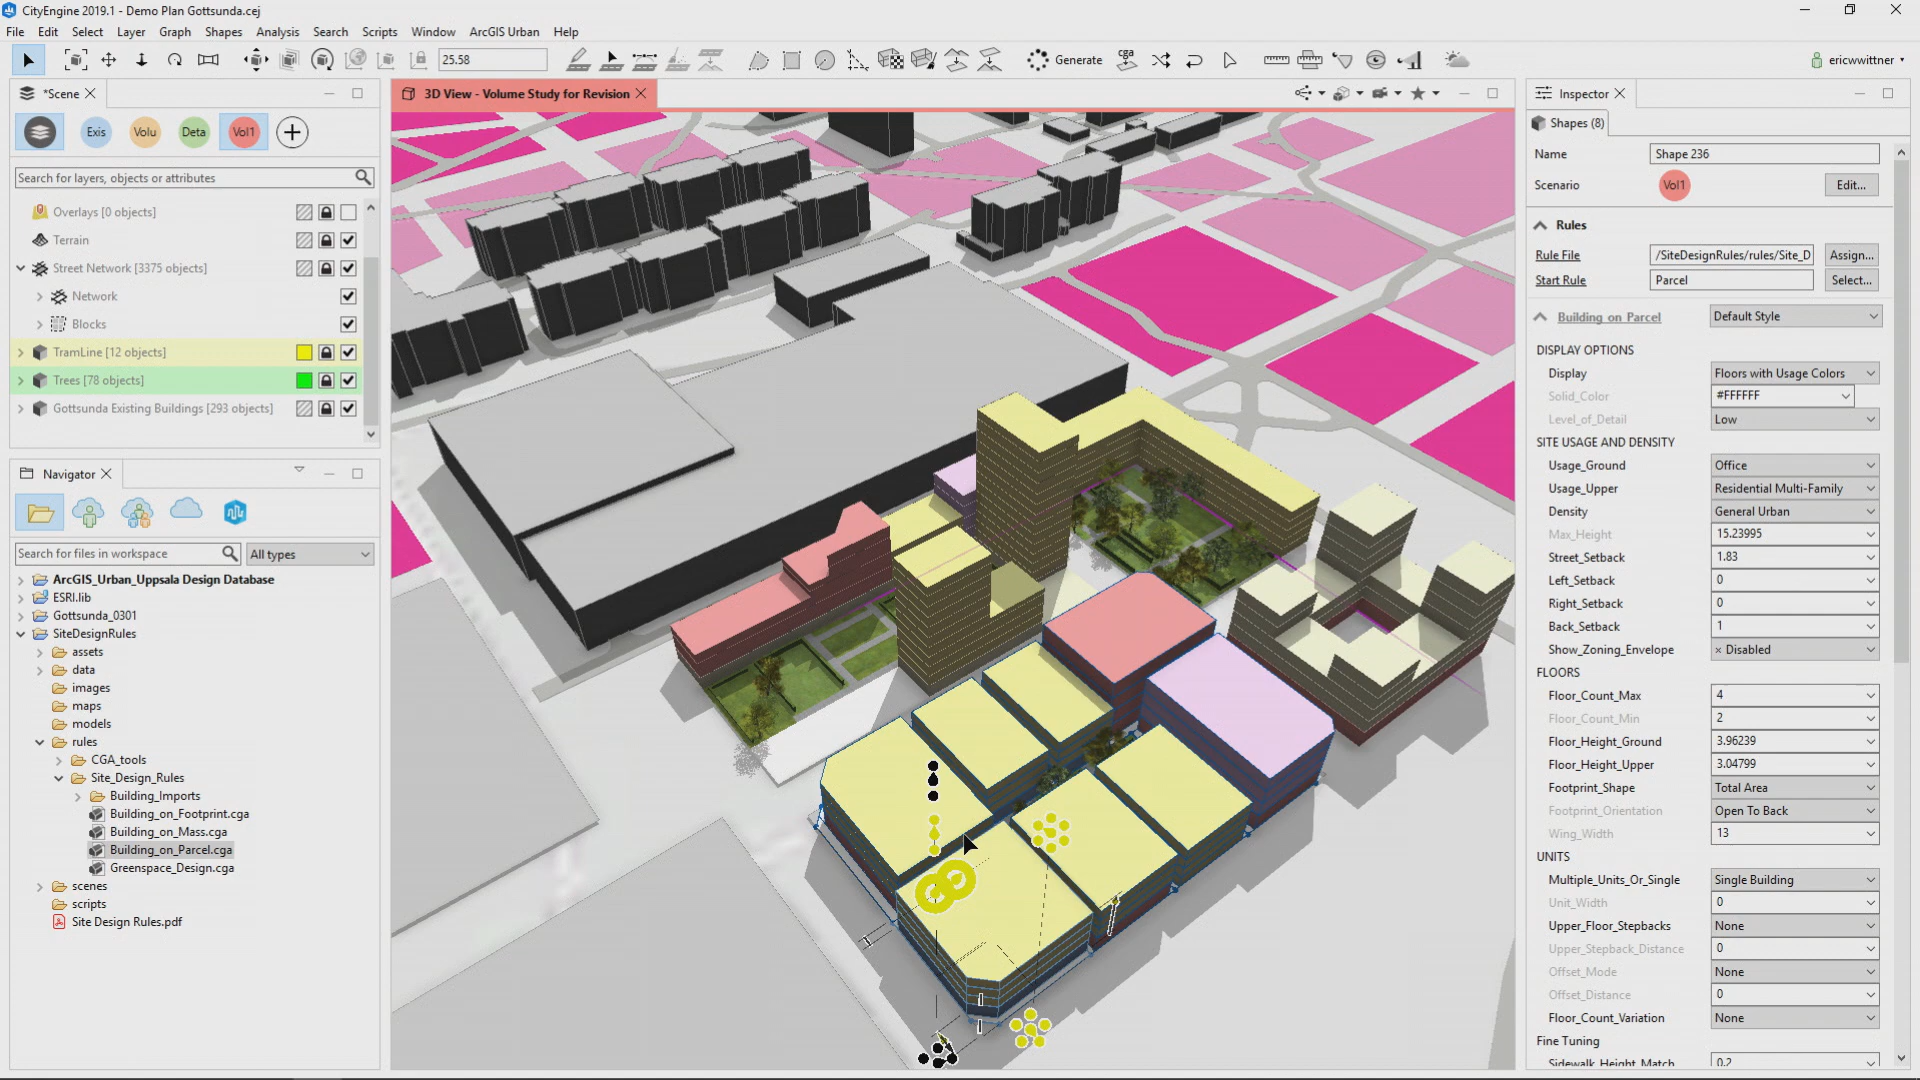 CityEngine 2019.1 - Demo Plan Gottsunda.cej
File Edit Select Layer Graph Shapes Analysis Search Scripts Window ArcGIS Urban Help
25.58
Generate
cga
ericwwittner
*Scene
3D View - Volume Study for Revision
Inspector
Shapes (8)
Exis Volu Deta Vol1
Search for layers, objects or attributes
Overlays [0 objects]
Terrain
Street Network [3375 objects]
Network
Blocks
TramLine [12 objects]
Trees [78 objects]
Gottsunda Existing Buildings [293 objects]
Navigator
Search for files in workspace
All types
ArcGIS_Urban_Uppsala Design Database
ESRI.lib
Gottsunda_0301
SiteDesignRules
assets
data
images
maps
models
rules
CGA_tools
Site_Design_Rules
Building_Imports
Building_on_Footprint.cga
Building_on_Mass.cga
Building_on_Parcel.cga
Greenspace_Design.cga
scenes
scripts
Site Design Rules.pdf
Name Shape 236
Scenario Vol1 Edit...
Rules
Rule File /SiteDesignRules/rules/Site_D Assign...
Start Rule Parcel Select...
Building_on_Parcel Default Style
DISPLAY OPTIONS
Display Floors with Usage Colors
Solid_Color #FFFFFF
Level_of_Detail Low
SITE USAGE AND DENSITY
Usage_Ground Office
Usage_Upper Residential Multi-Family
Density General Urban
Max_Height 15.23995
Street_Setback 1.83
Left_Setback 0
Right_Setback 0
Back_Setback 1
Show_Zoning_Envelope × Disabled
FLOORS
Floor_Count_Max 4
Floor_Count_Min 2
Floor_Height_Ground 3.96239
Floor_Height_Upper 3.04799
Footprint_Shape Total Area
Footprint_Orientation Open To Back
Wing_Width 13
UNITS
Multiple_Units_Or_Single Single Building
Unit_Width 0
Upper_Floor_Stepbacks None
Upper_Stepback_Distance 0
Offset_Mode None
Offset_Distance 0
Floor_Count_Variation None
Fine Tuning
Sidewalk_Height_Match 0.2